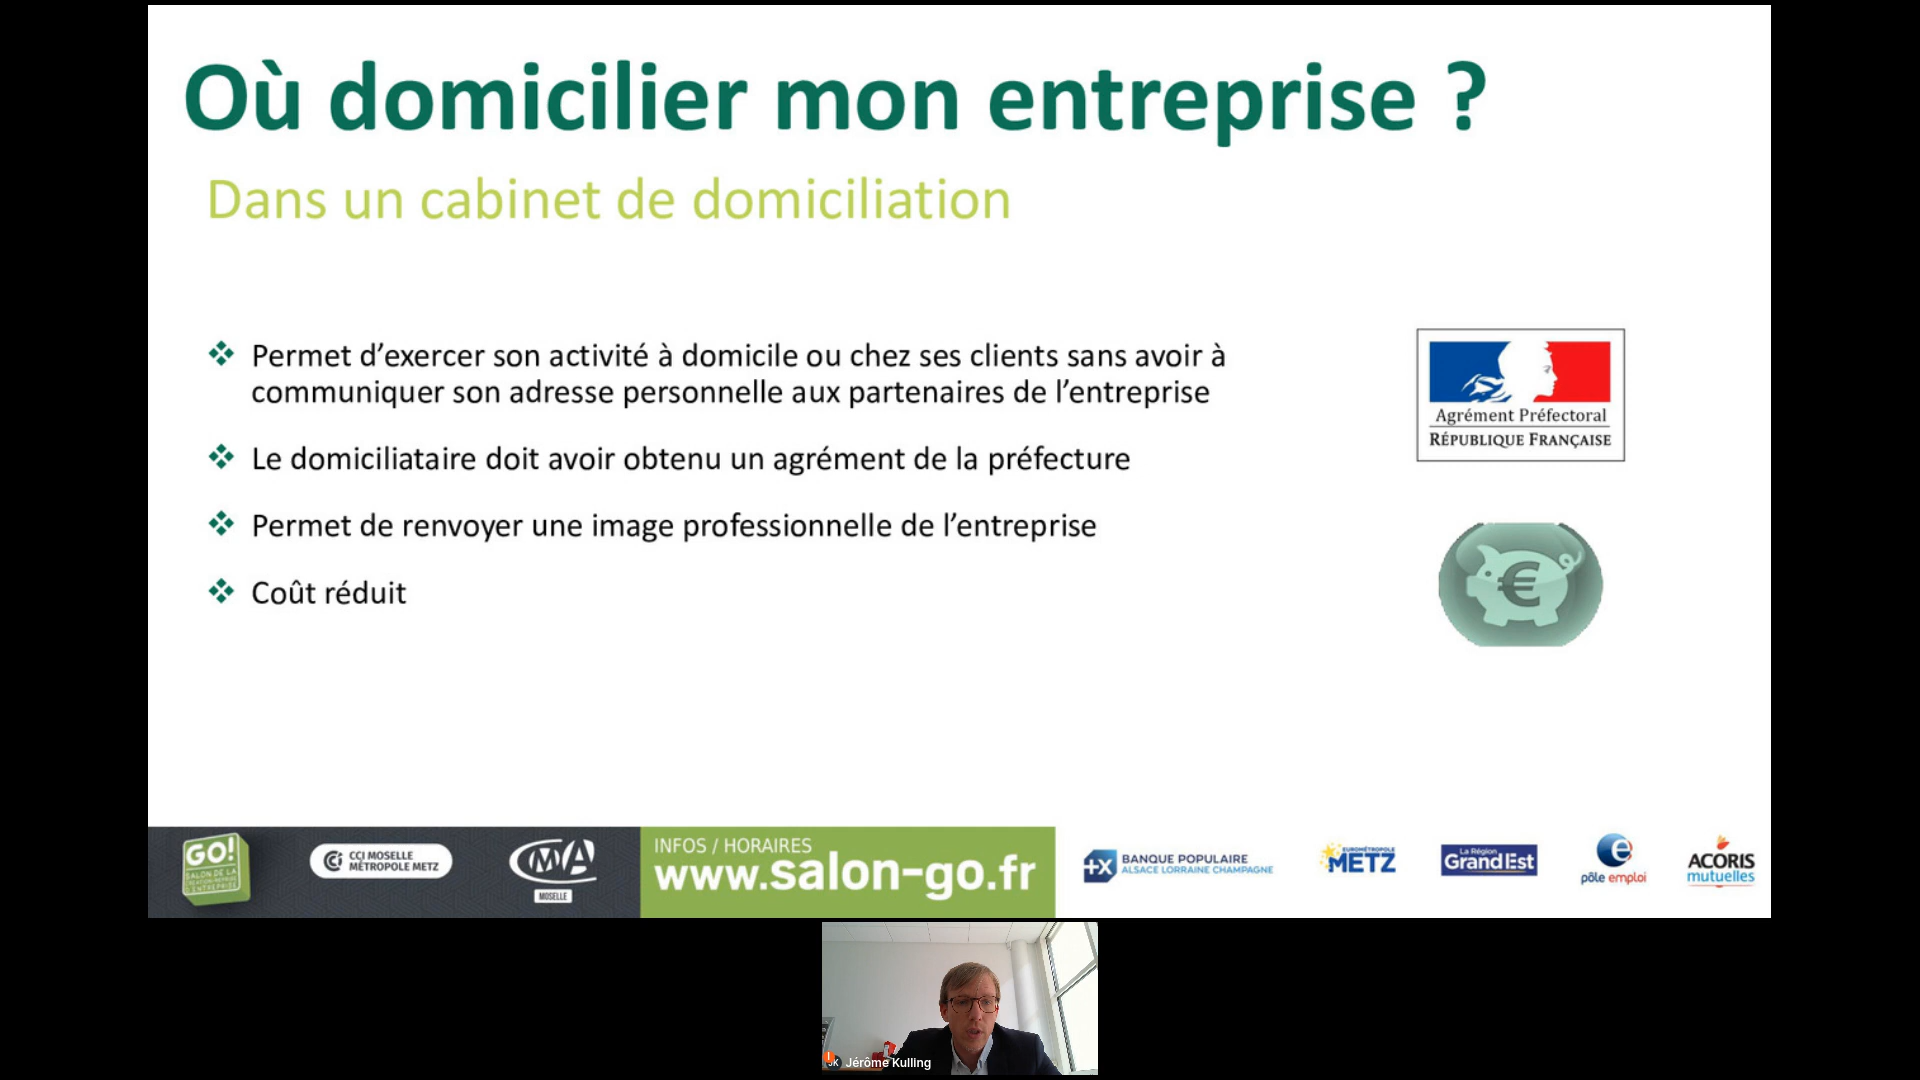 Où domicilier mon entreprise ?
Dans un cabinet de domiciliation
Permet d’exercer son activité à domicile ou chez ses clients sans avoir à
communiquer son adresse personnelle aux partenaires de l’entreprise
Le domiciliataire doit avoir obtenu un agrément de la préfecture
Permet de renvoyer une image professionnelle de l’entreprise
Coût réduit
Agrément Préfectoral
RÉPUBLIQUE FRANÇAISE
€
GO!
SALON DE LA
CRÉATION-REPRISE
D'ENTREPRISE
CCI MOSELLE
MÉTROPOLE METZ
CMA
MOSELLE
INFOS / HORAIRES
www.salon-go.fr
BANQUE POPULAIRE
ALSACE LORRAINE CHAMPAGNE
EUROMÉTROPOLE
METZ
La Région
Grand Est
pôle emploi
ACORIS
mutuelles
JK Jérôme Kulling